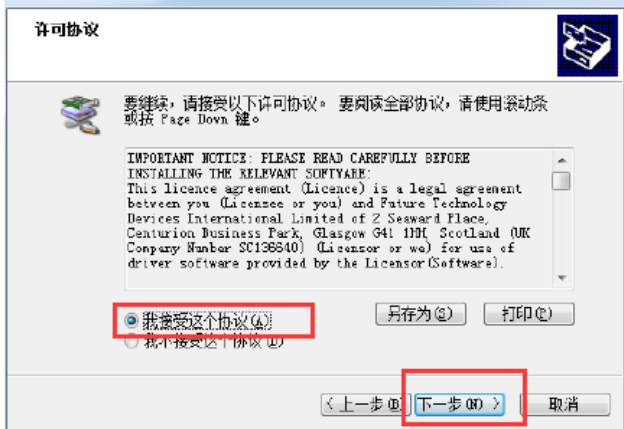 许可协议
要继续，请接受以下许可协议。要阅读全部协议，请使用滚动条
或按 Page Down 键。
IMPORTANT NOTICE: PLEASE READ CAREFULLY BEFORE
INSTALLING THE RELEVANT SOFTWARE:
This licence agreement (Licence) is a legal agreement
between you (Licensee or you) and Future Technology
Devices International Limited of 2 Seaward Place,
Centurion Business Park, Glasgow G41 1HH, Scotland (UK
Company Number SC136640) (Licensor or we) for use of
driver software provided by the Licensor(Software).
我接受这个协议(A)
另存为(S) 打印(P)
我不接受这个协议(D)
< 上一步(B) 下一步(N) > 取消